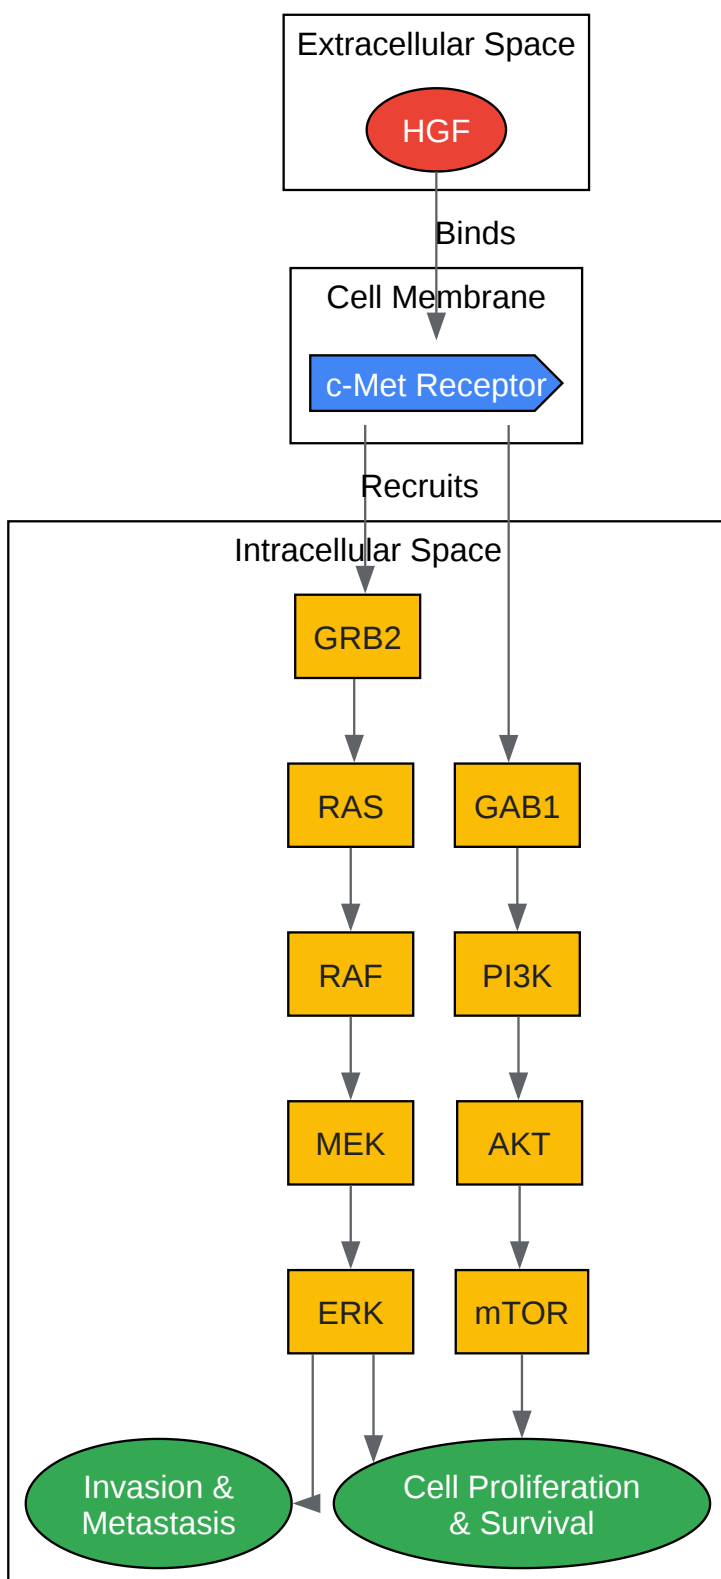 Extracellular Space
HGF
Binds
Cell Membrane
c-Met Receptor
Recruits
Intracellular Space
GRB2
RAS
GAB1
RAF
PI3K
MEK
AKT
ERK
mTOR
Invasion &
Metastasis
Cell Proliferation
& Survival